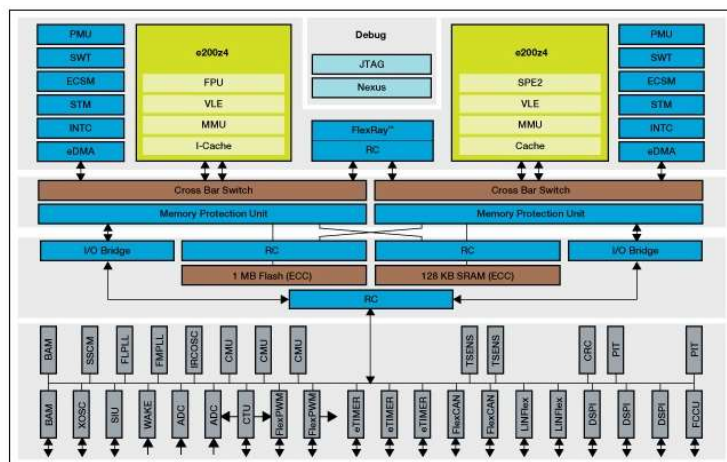 PMU
SWT
ECSM
STM
INTC
eDMA
e200z4
FPU
VLE
MMU
I-Cache
Debug
JTAG
Nexus
FlexRay™
RC
e200z4
SPE2
VLE
MMU
Cache
PMU
SWT
ECSM
STM
INTC
eDMA
Cross Bar Switch
Cross Bar Switch
Memory Protection Unit
Memory Protection Unit
I/O Bridge
RC
RC
I/O Bridge
1 MB Flash (ECC)
128 KB SRAM (ECC)
RC
BAM
SSCM
FLPLL
FMPLL
IRCOSC
CMU
CMU
CMU
TSENS
TSENS
CRC
PIT
PIT
BAM
XOSC
SIU
WAKE
ADC
ADC
CTU
FlexPWM
FlexPWM
eTIMER
eTIMER
eTIMER
FlexCAN
FlexCAN
LINFlex
LINFlex
DSPI
DSPI
DSPI
FCCU